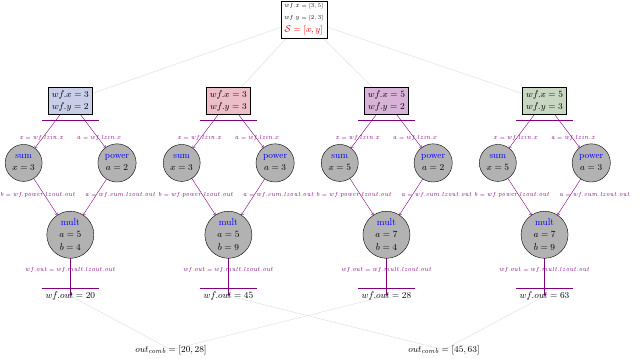 wf.x = [3, 5]
wf.y = [2, 3]
𝒮 = [x, y]
wf.x = 3
wf.y = 2
wf.x = 3
wf.y = 3
wf.x = 5
wf.y = 2
wf.x = 5
wf.y = 3
x = wf.lzin.x a = wf.lzin.x x = wf.lzin.x a = wf.lzin.x x = wf.lzin.x a = wf.lzin.x x = wf.lzin.x a = wf.lzin.x
sum
x = 3
power
a = 2
sum
x = 3
power
a = 3
sum
x = 5
power
a = 2
sum
x = 5
power
a = 3
b = wf.power.lzout.out a = wf.sum.lzout.out b = wf.power.lzout.out a = wf.sum.lzout.out b = wf.power.lzout.out a = wf.sum.lzout.out b = wf.power.lzout.out a = wf.sum.lzout.out
mult
a = 5
b = 4
mult
a = 5
b = 9
mult
a = 7
b = 4
mult
a = 7
b = 9
wf.out = wf.mult.lzout.out wf.out = wf.mult.lzout.out wf.out = wf.mult.lzout.out wf.out = wf.mult.lzout.out
wf.out = 20 wf.out = 45 wf.out = 28 wf.out = 63
out_comb = [20, 28] out_comb = [45, 63]